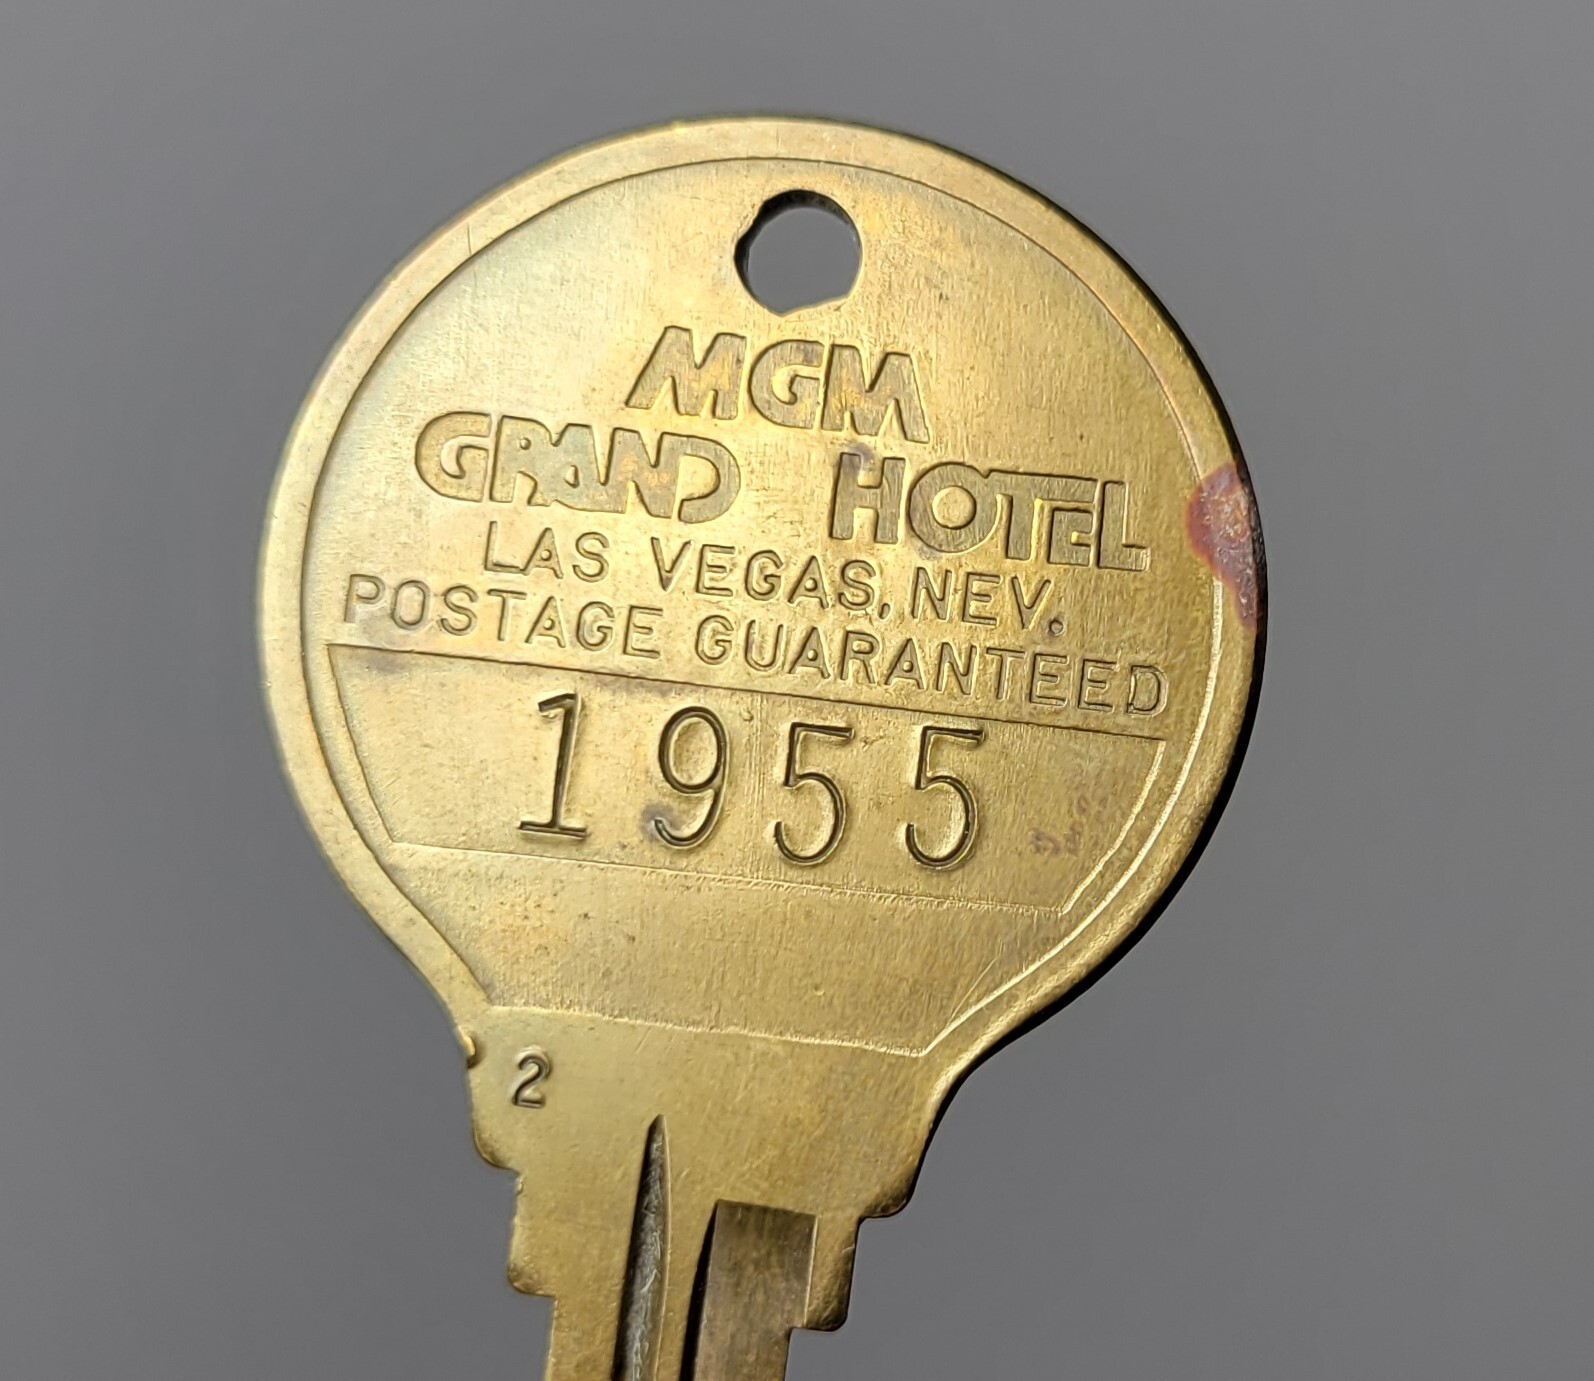 MGM
GRAND HOTEL
LAS VEGAS, NEV.
POSTAGE GUARANTEED
1955
2